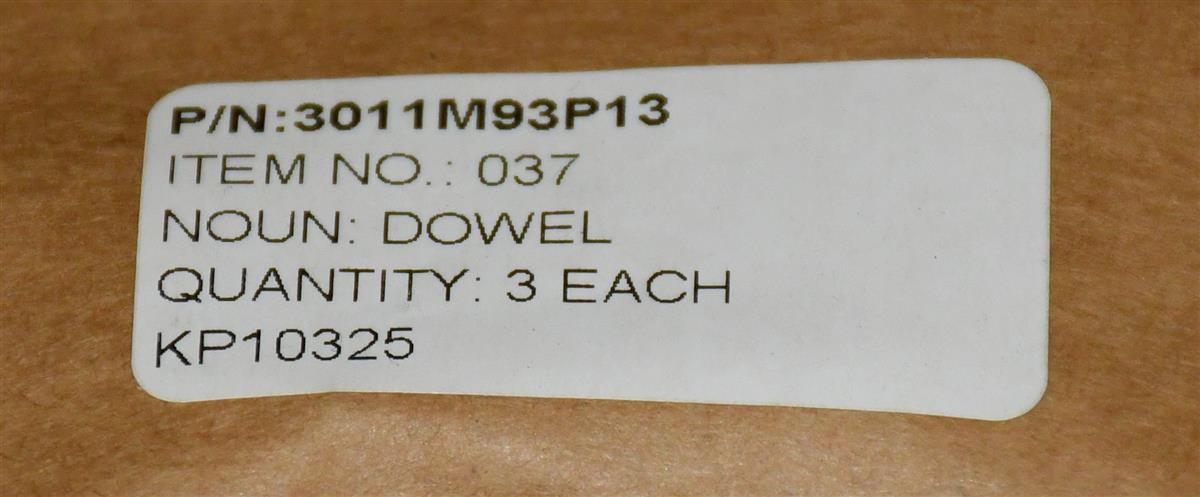 P/N:3011M93P13
ITEM NO.: 037
NOUN: DOWEL
QUANTITY: 3 EACH
KP10325